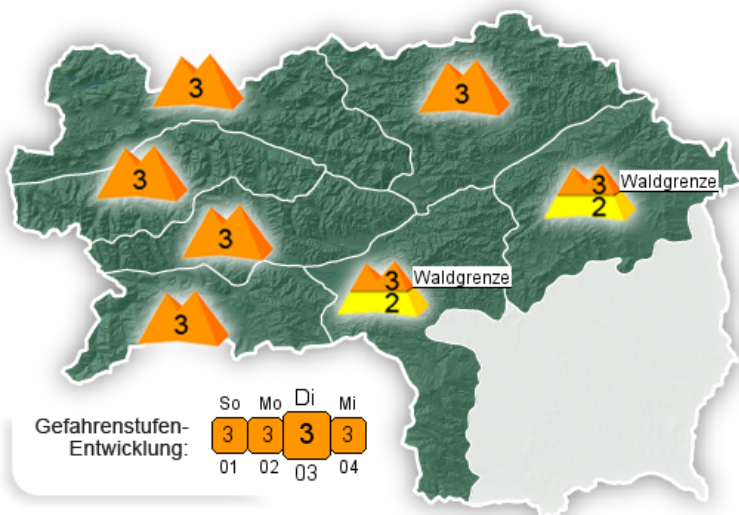 3
3
3
3 Waldgrenze
2
3
3 Waldgrenze
2
3
So Mo Di Mi
Gefahrenstufen-
Entwicklung:
3 3 3 3
01 02 03 04